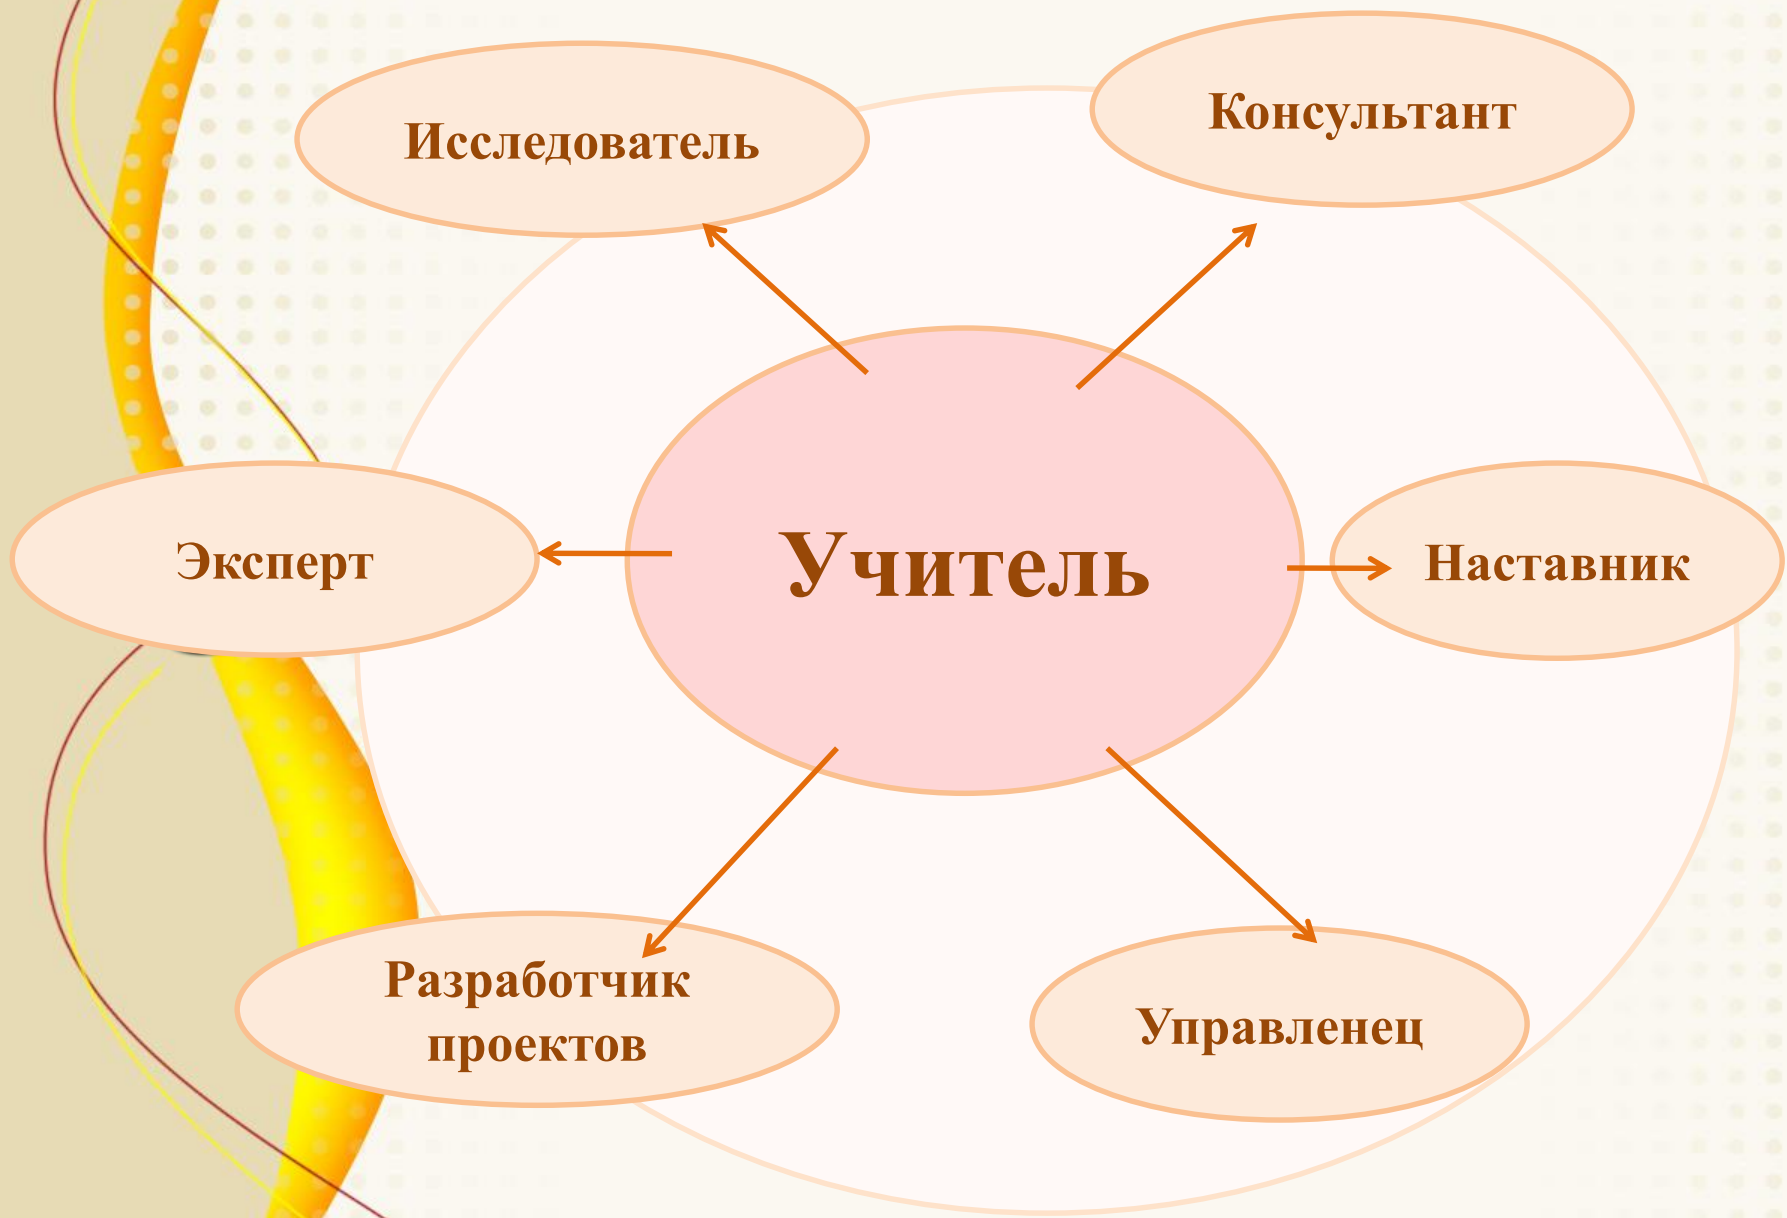 Исследователь
Консультант
Эксперт
Учитель
Наставник
Разработчик
проектов
Управленец